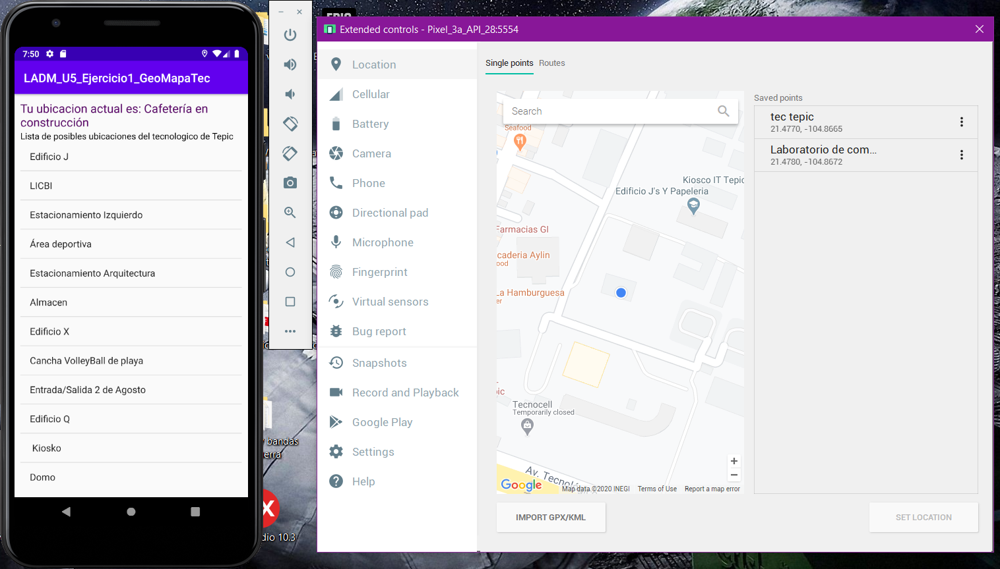 7:50
LADM_U5_Ejercicio1_GeoMapaTec
Tu ubicacion actual es: Cafetería en
construcción
Lista de posibles ubicaciones del tecnologico de Tepic
Edificio J
LICBI
Estacionamiento Izquierdo
Área deportiva
Estacionamiento Arquitectura
Almacen
Edificio X
Cancha VolleyBall de playa
Entrada/Salida 2 de Agosto
Edificio Q
Kiosko
Domo
EPIC
y bandas
erra
dio 10.3
Extended controls - Pixel_3a_API_28:5554
Location
Cellular
Battery
Camera
Phone
Directional pad
Microphone
Fingerprint
Virtual sensors
Bug report
Snapshots
Record and Playback
Google Play
Settings
Help
Single points
Routes
Search
Seafood
Kiosco IT Tepic
Edificio J's Y Papeleria
Farmacias GI
caderia Aylin
ood
La Hamburguesa
er
pic
Tecnocell
Temporarily closed
Av. Tecnoló
Google
Map data ©2020 INEGI
Terms of Use
Report a map error
+
−
Saved points
tec tepic
21.4770, -104.8665
Laboratorio de com...
21.4780, -104.8672
IMPORT GPX/KML
SET LOCATION